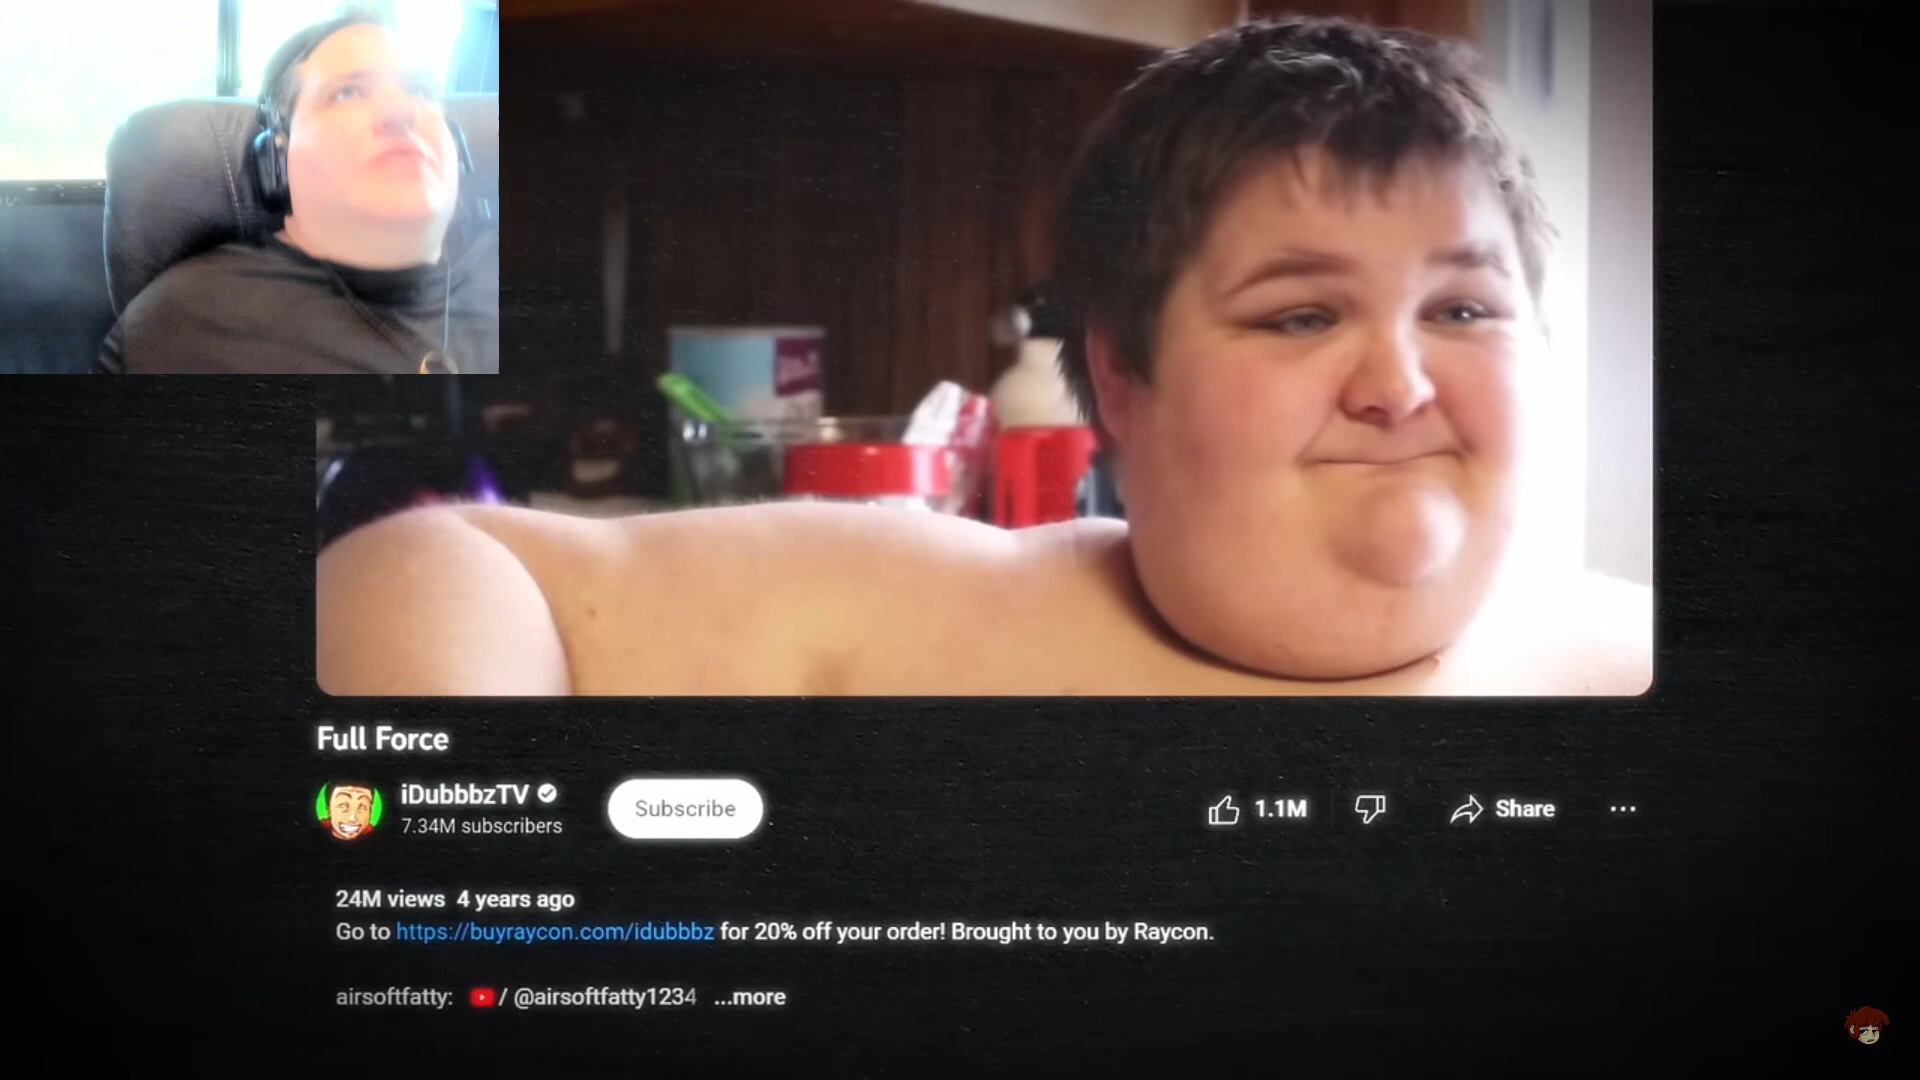 Full Force
iDubbbzTV
7.34M subscribers
Subscribe
1.1M
Share
24M views 4 years ago
Go to https://buyraycon.com/idubbbz for 20% off your order! Brought to you by Raycon.
airsoftfatty: / @airsoftfatty1234 ...more